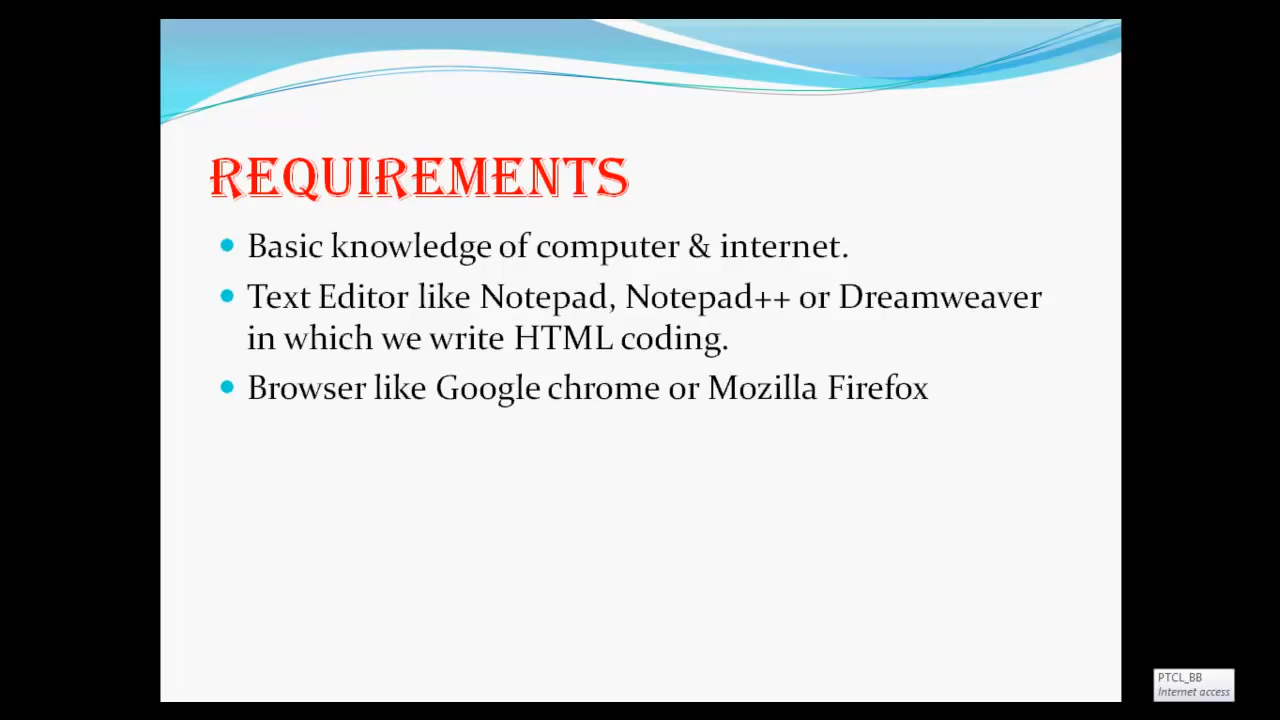 REQUIREMENTS
Basic knowledge of computer & internet.
Text Editor like Notepad, Notepad++ or Dreamweaver
in which we write HTML coding.
Browser like Google chrome or Mozilla Firefox
PTCL_BB
Internet access